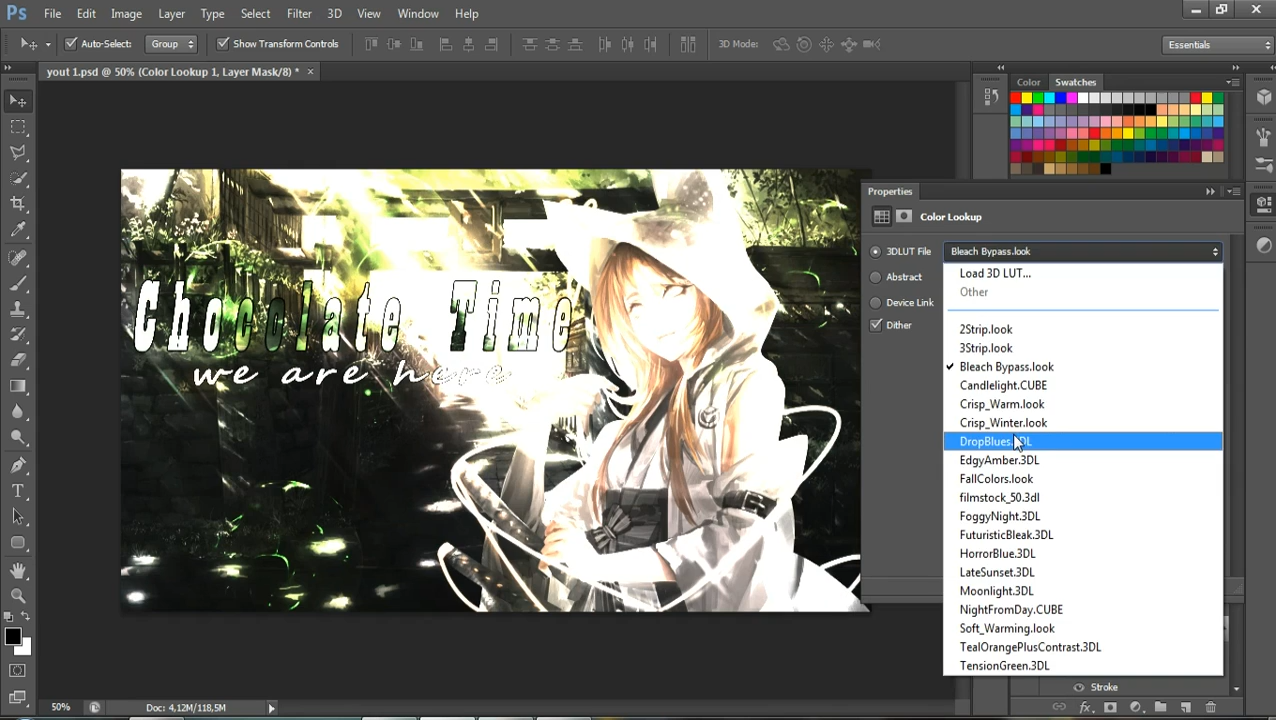 Ps File Edit Image Layer Type Select Filter 3D View Window Help
Auto-Select: Group Show Transform Controls 3D Mode: Essentials
yout 1.psd @ 50% (Color Lookup 1, Layer Mask/8) *
Color Swatches
Properties
Color Lookup
3DLUT File Bleach Bypass.look
Abstract
Device Link
Dither
Load 3D LUT...
Other
2Strip.look
3Strip.look
Bleach Bypass.look
Candlelight.CUBE
Crisp_Warm.look
Crisp_Winter.look
DropBlues.3DL
EdgyAmber.3DL
FallColors.look
filmstock_50.3dl
FoggyNight.3DL
FuturisticBleak.3DL
HorrorBlue.3DL
LateSunset.3DL
Moonlight.3DL
NightFromDay.CUBE
Soft_Warming.look
TealOrangePlusContrast.3DL
TensionGreen.3DL
Chocolate Time
we are here
Stroke
50% Doc: 4,12M/118,5M